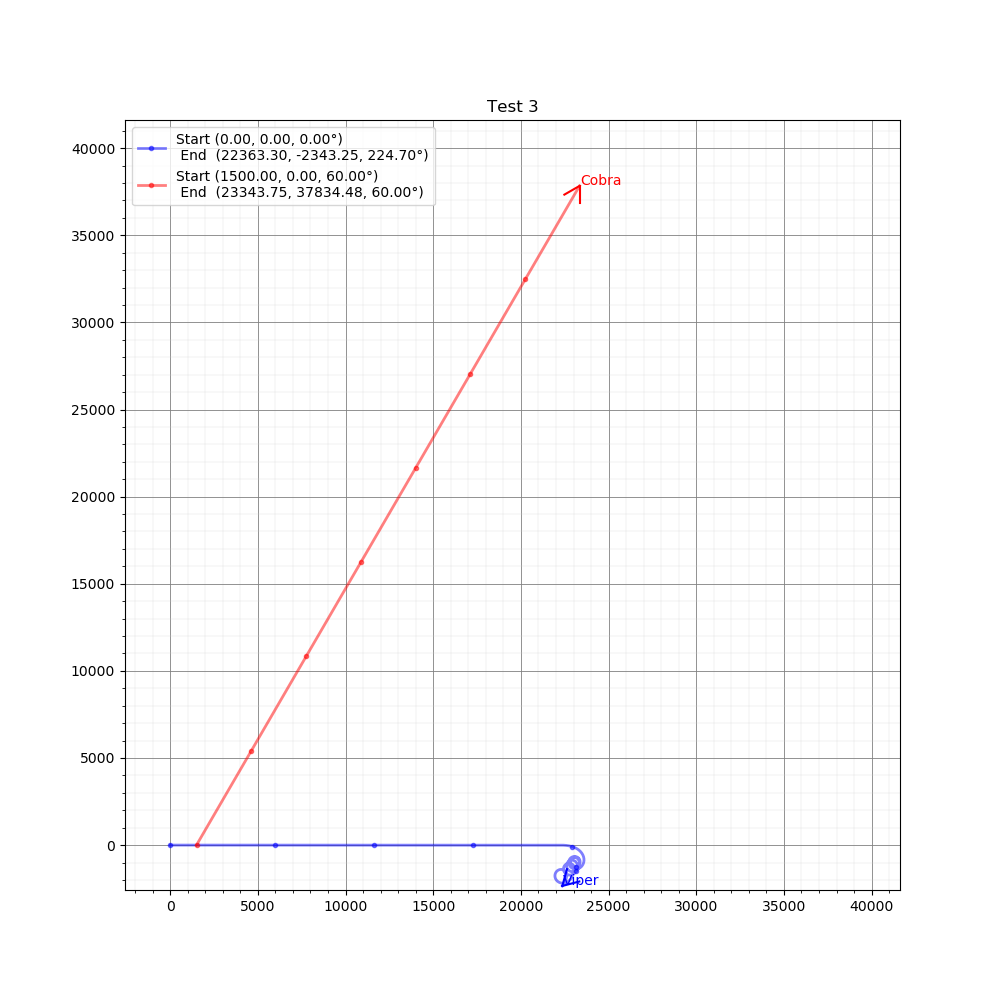 Test 3
Start (0.00, 0.00, 0.00°)
End (22363.30, -2343.25, 224.70°)
Start (1500.00, 0.00, 60.00°)
End (23343.75, 37834.48, 60.00°)
Cobra
Viper
40000
35000
30000
25000
20000
15000
10000
5000
0
0 5000 10000 15000 20000 25000 30000 35000 40000